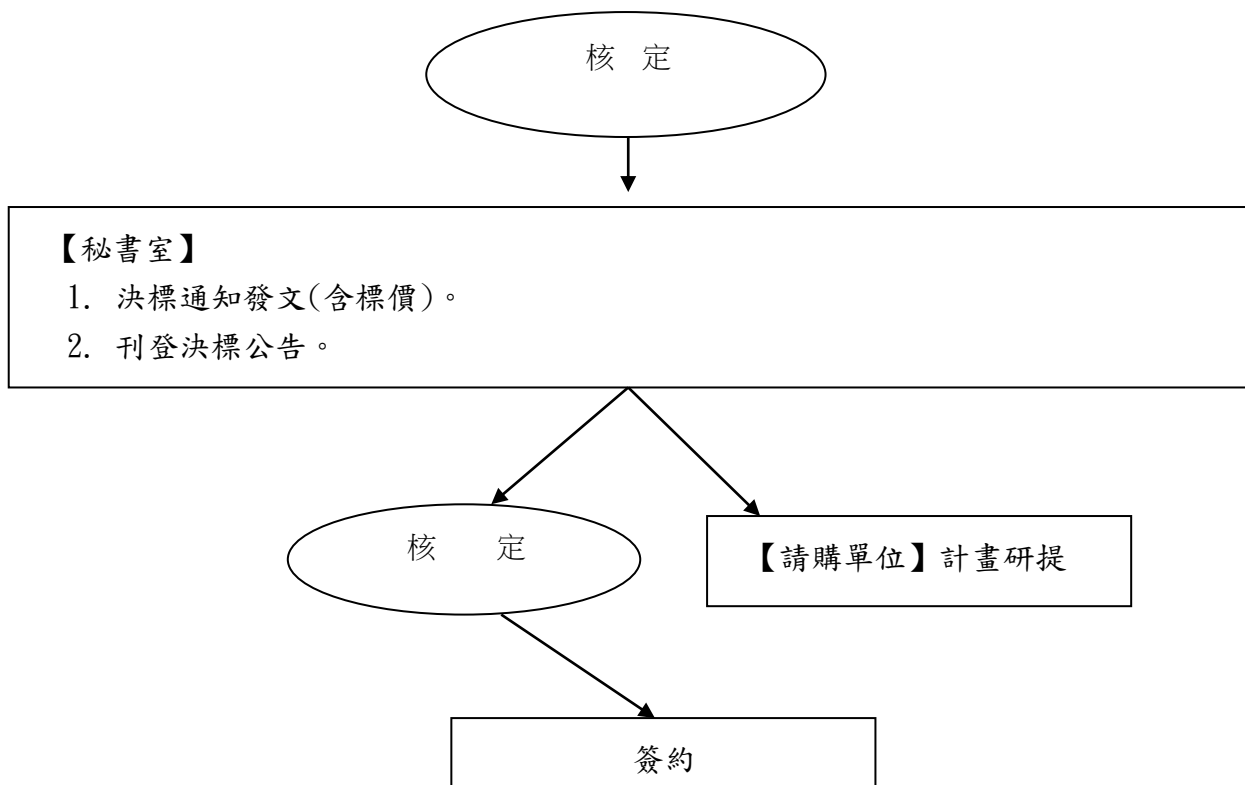 核 定
【秘書室】
1. 決標通知發文(含標價)。
2. 刊登決標公告。
核 定
【請購單位】計畫研提
簽約